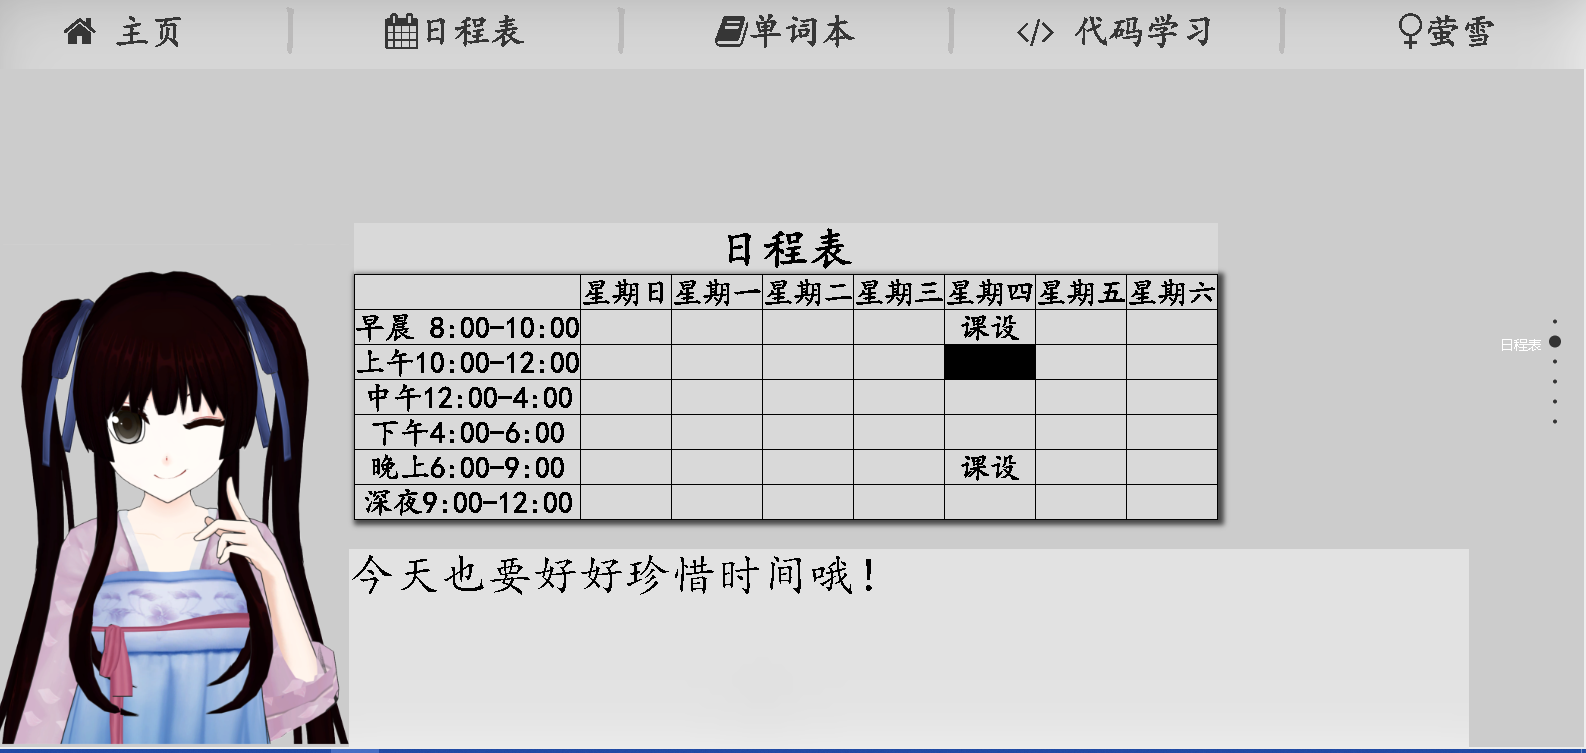 主页 日程表 单词本 </> 代码学习 萤雪
日程表
星期日 星期一 星期二 星期三 星期四 星期五 星期六
早晨 8:00-10:00 课设
上午10:00-12:00
日程表
中午12:00-4:00
下午4:00-6:00
晚上6:00-9:00 课设
深夜9:00-12:00
今天也要好好珍惜时间哦！